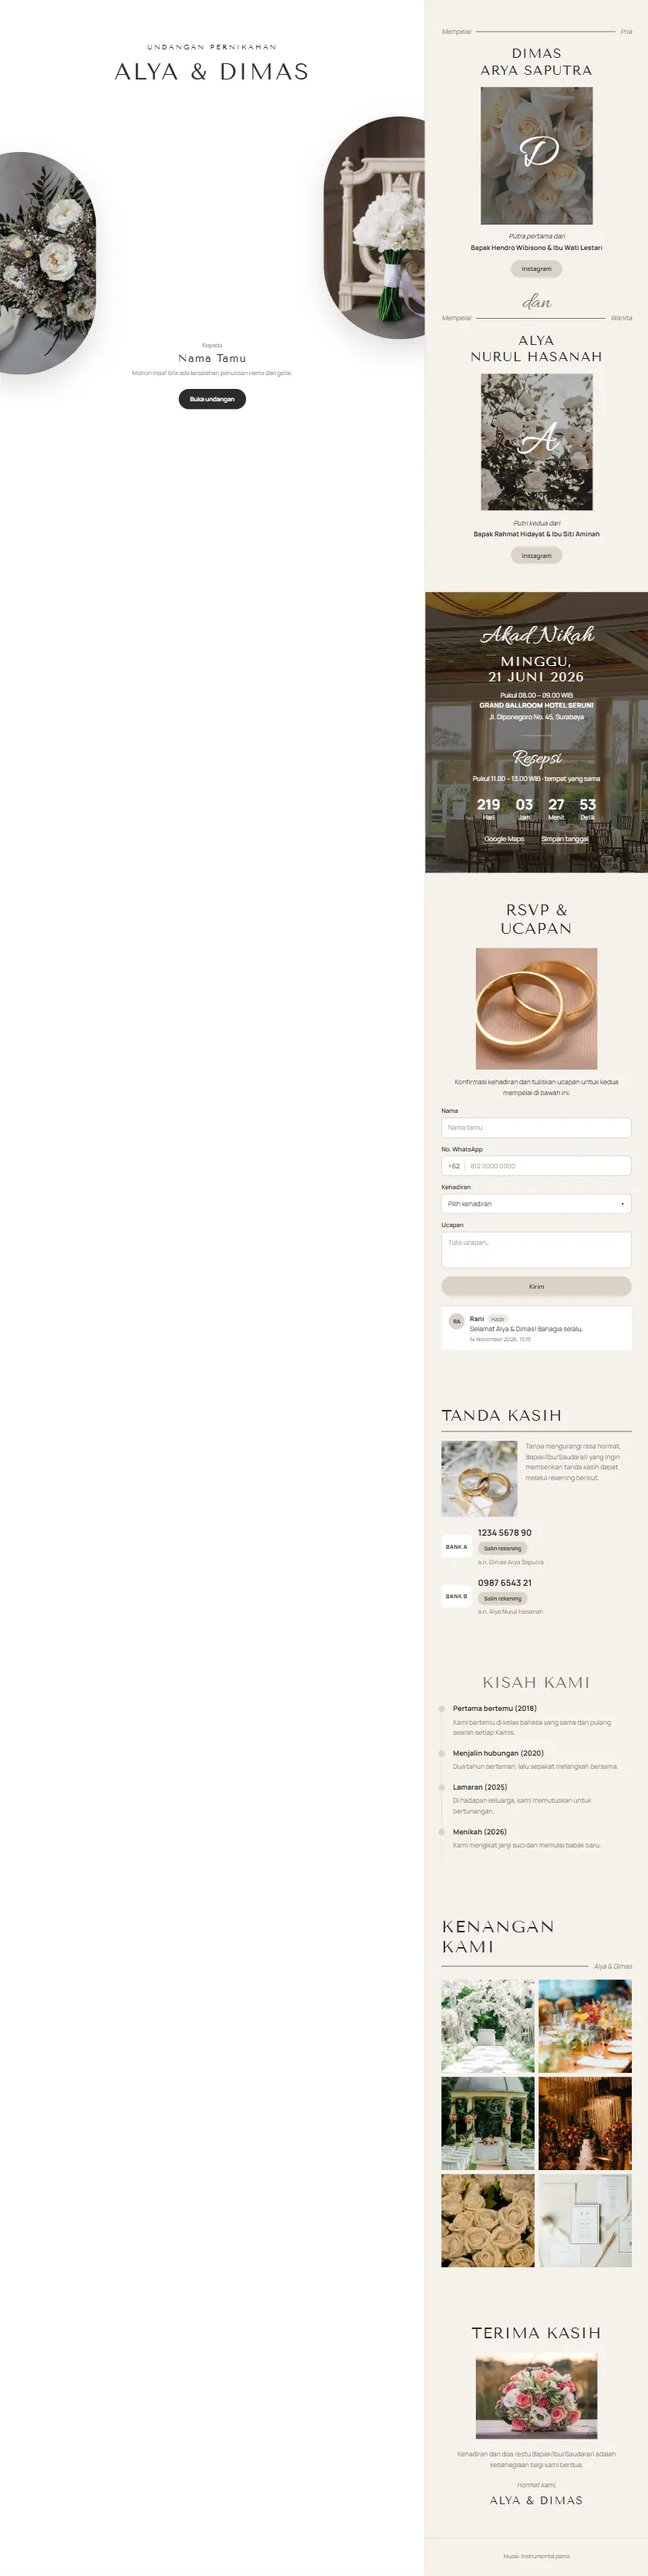 UNDANGAN PERNIKAHAN
ALYA & DIMAS
Kepada
Nama Tamu
Mohon maaf bila ada kesalahan penulisan nama dan gelar.
Buka undangan
Mempelai Pria
DIMAS
ARYA SAPUTRA
D
Putra pertama dari
Bapak Hendro Wibisono & Ibu Wati Lestari
Instagram
dan
Mempelai Wanita
ALYA
NURUL HASANAH
A
Putri kedua dari
Bapak Rahmat Hidayat & Ibu Siti Aminah
Instagram
Akad Nikah
MINGGU,
21 JUNI 2026
Pukul 08.00 – 09.00 WIB
GRAND BALLROOM HOTEL SERUNI
Jl. Diponegoro No. 45, Surabaya
Resepsi
Pukul 11.00 – 13.00 WIB · tempat yang sama
219 03 27 53
Hari Jam Menit Detik
Google Maps Simpan tanggal
RSVP &
UCAPAN
Konfirmasi kehadiran dan tuliskan ucapan untuk kedua
mempelai di bawah ini.
Nama
Nama tamu
No. WhatsApp
+62 812 0000 0000
Kehadiran
Pilih kehadiran
Ucapan
Tulis ucapan...
Kirim
RA Rani Hadir
Selamat Alya & Dimas! Bahagia selalu.
14 November 2026, 15.15
TANDA KASIH
Tanpa mengurangi rasa hormat,
Bapak/Ibu/Saudara/i yang ingin
memberikan tanda kasih dapat
melalui rekening berikut.
BANK A
1234 5678 90
Salin rekening
a.n. Dimas Arya Saputra
BANK B
0987 6543 21
Salin rekening
a.n. Alya Nurul Hasanah
KISAH KAMI
Pertama bertemu (2018)
Kami bertemu di kelas bahasa yang sama dan pulang
searah setiap Kamis.
Menjalin hubungan (2020)
Dua tahun berteman, lalu sepakat melangkah bersama.
Lamaran (2025)
Di hadapan keluarga, kami memutuskan untuk
bertunangan.
Menikah (2026)
Kami mengikat janji suci dan memulai babak baru.
KENANGAN
KAMI
Alya & Dimas
TERIMA KASIH
Kehadiran dan doa restu Bapak/Ibu/Saudara/i adalah
kebahagiaan bagi kami berdua.
Hormat kami,
ALYA & DIMAS
Musik: Instrumental piano